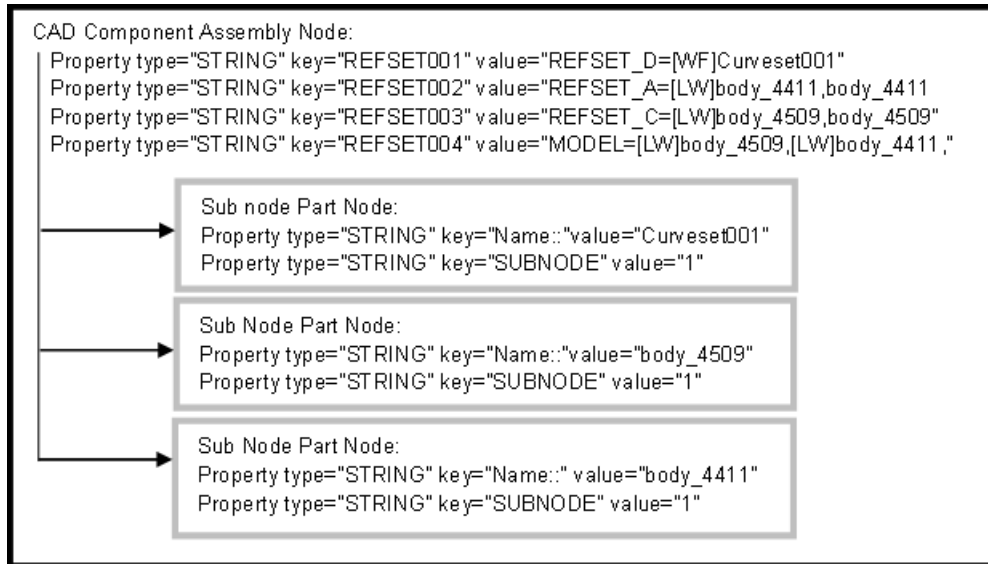 CAD Component Assembly Node:
Property type="STRING" key="REFSET001" value="REFSET_D=[WF]Curveset001"
Property type="STRING" key="REFSET002" value="REFSET_A=[LW]body_4411,body_4411
Property type="STRING" key="REFSET003" value="REFSET_C=[LW]body_4509,body_4509"
Property type="STRING" key="REFSET004" value="MODEL=[LW]body_4509,[LW]body_4411,"
Sub node Part Node:
Property type="STRING" key="Name::"value="Curveset001"
Property type="STRING" key="SUBNODE" value="1"
Sub Node Part Node:
Property type="STRING" key="Name::"value="body_4509"
Property type="STRING" key="SUBNODE" value="1"
Sub Node Part Node:
Property type="STRING" key="Name::" value="body_4411"
Property type="STRING" key="SUBNODE" value="1"